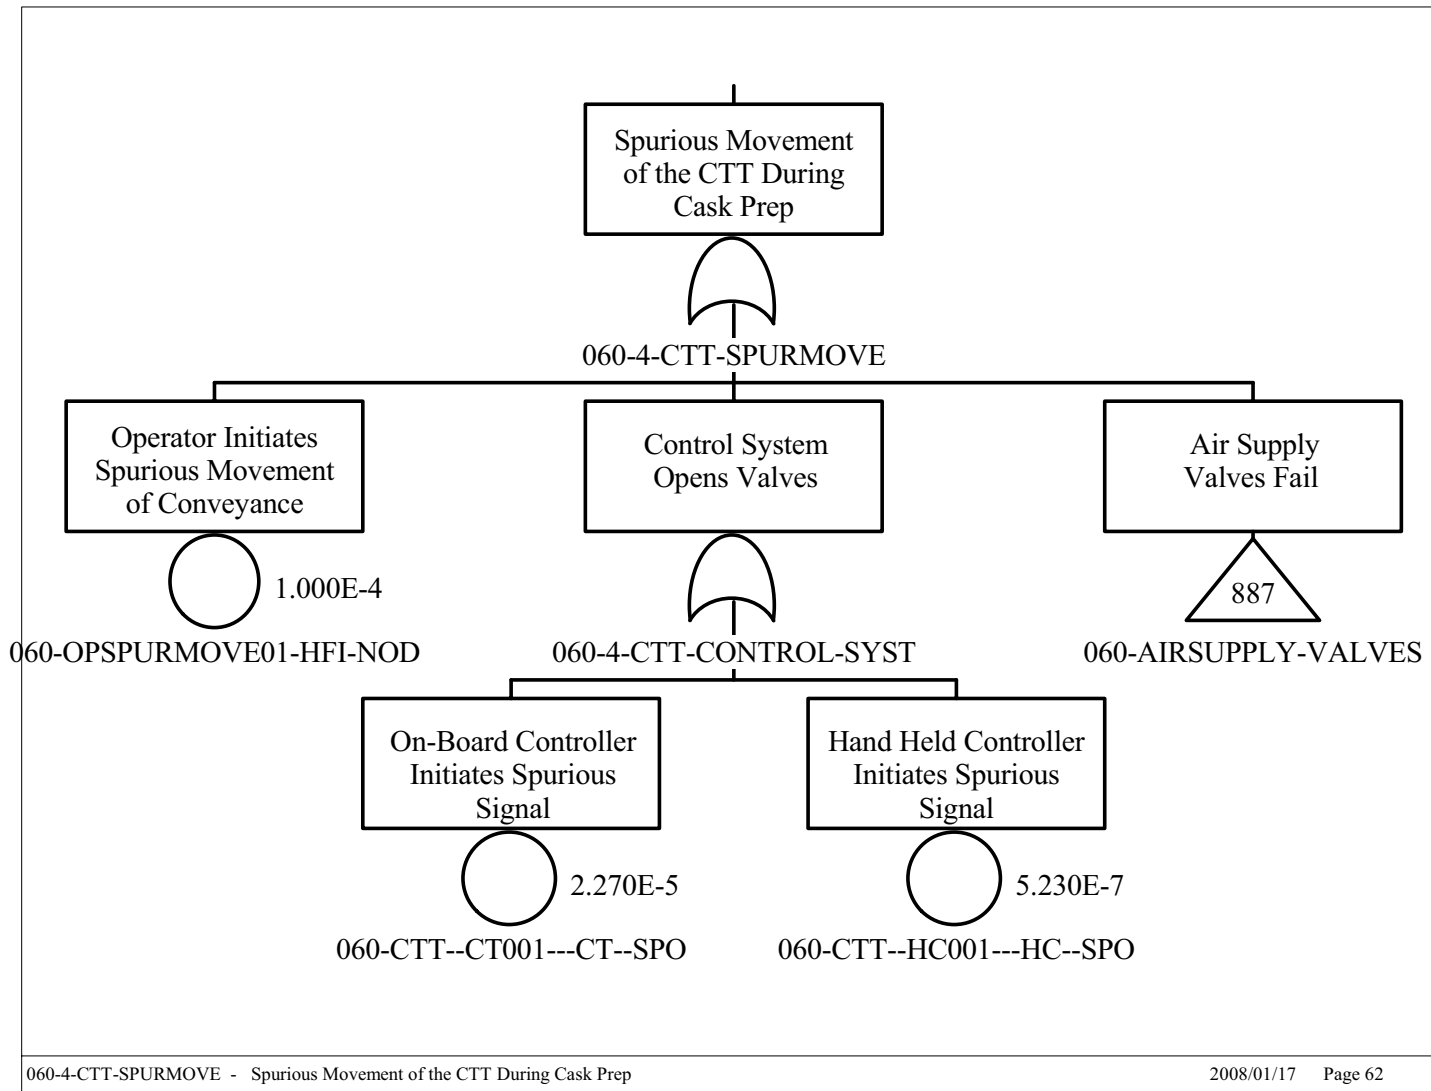 Spurious Movement
of the CTT During
Cask Prep
060-4-CTT-SPURMOVE
Operator Initiates
Spurious Movement
of Conveyance
1.000E-4
060-OPSPURMOVE01-HFI-NOD
Control System
Opens Valves
060-4-CTT-CONTROL-SYST
Air Supply
Valves Fail
887
060-AIRSUPPLY-VALVES
On-Board Controller
Initiates Spurious
Signal
2.270E-5
060-CTT--CT001---CT--SPO
Hand Held Controller
Initiates Spurious
Signal
5.230E-7
060-CTT--HC001---HC--SPO
060-4-CTT-SPURMOVE - Spurious Movement of the CTT During Cask Prep
2008/01/17 Page 62